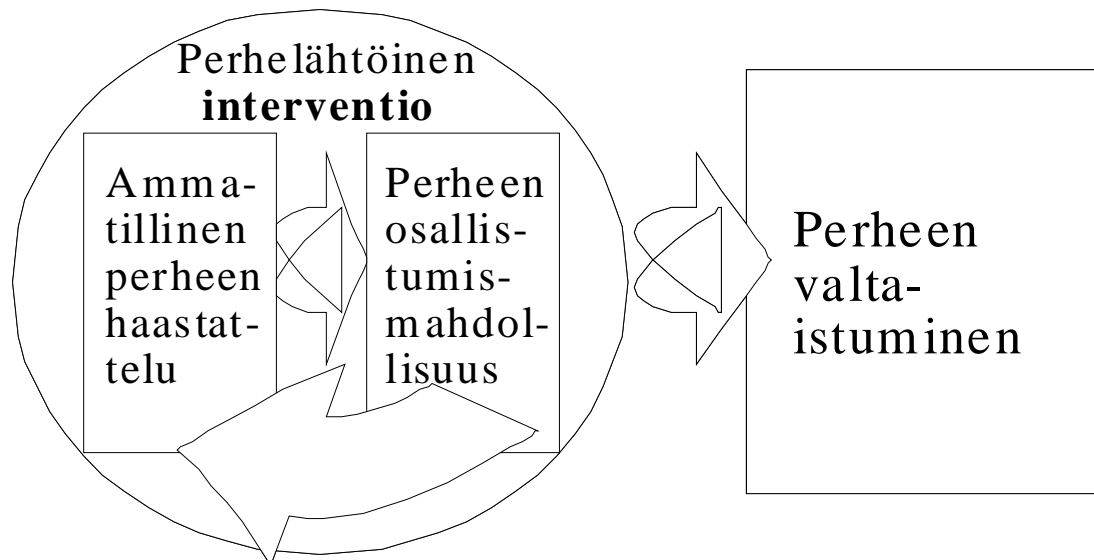 Perhelähtöinen
interventio
Amma-
tillinen
perheen
haastat-
telu
Perheen
osallis-
tumis-
mahdol-
lisuus
Perheen
valta-
istuminen